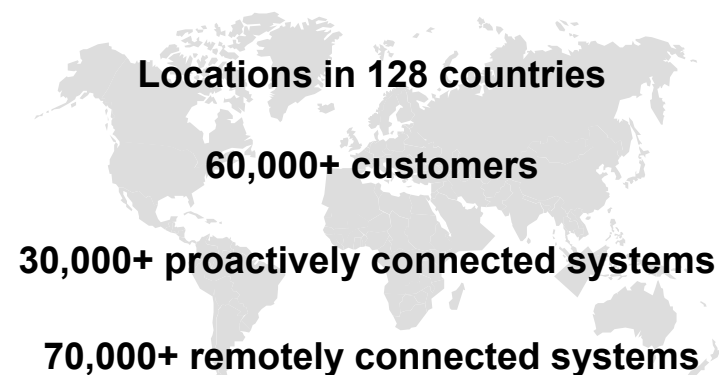 Locations in 128 countries
60,000+ customers
30,000+ proactively connected systems
70,000+ remotely connected systems